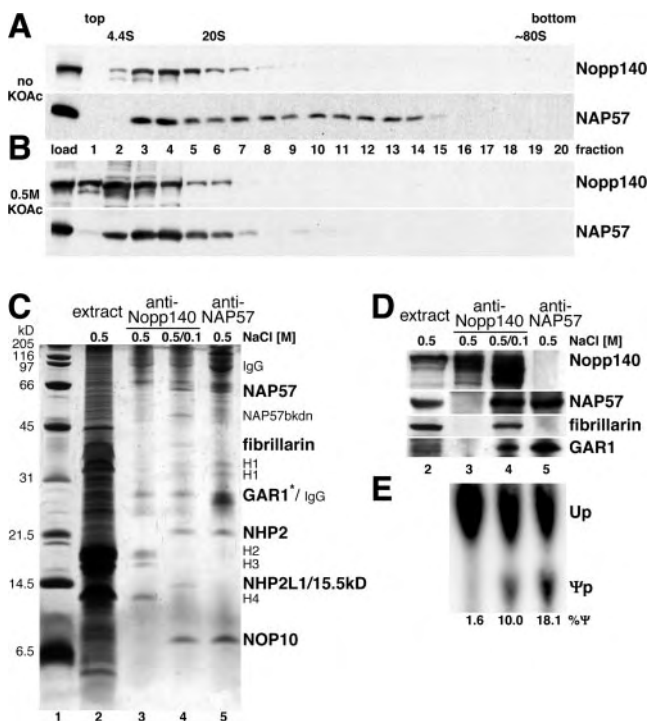 top bottom
A 4.4S 20S ~80S
no KOAc Nopp140
NAP57
B load 1 2 3 4 5 6 7 8 9 10 11 12 13 14 15 16 17 18 19 20 fraction
0.5M KOAc Nopp140
NAP57
C extract anti-Nopp140 anti-NAP57
kD 0.5 0.5 0.5/0.1 0.5 NaCl [M]
205
116
97 IgG
66 NAP57
NAP57bkdn
45
fibrillarin
H1
31 H1
GAR1*/ IgG
21.5 NHP2
H2
H3
14.5 NHP2L1/15.5kD
H4
6.5 NOP10
1 2 3 4 5
D extract anti-Nopp140 anti-NAP57
0.5 0.5 0.5/0.1 0.5 NaCl [M]
Nopp140
NAP57
fibrillarin
GAR1
2 3 4 5
E
Up
Ψp
1.6 10.0 18.1 %Ψ